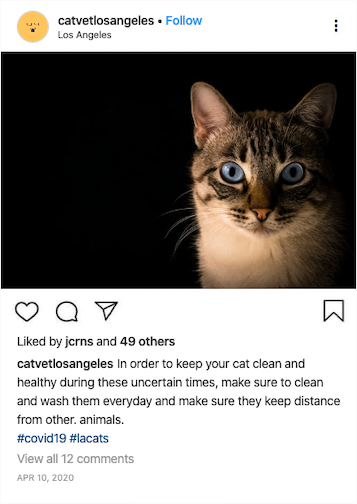 catvetlosangeles • Follow
Los Angeles
Liked by jcrns and 49 others
catvetlosangeles In order to keep your cat clean and
healthy during these uncertain times, make sure to clean
and wash them everyday and make sure they keep distance
from other. animals.
#covid19 #lacats
View all 12 comments
APR 10, 2020